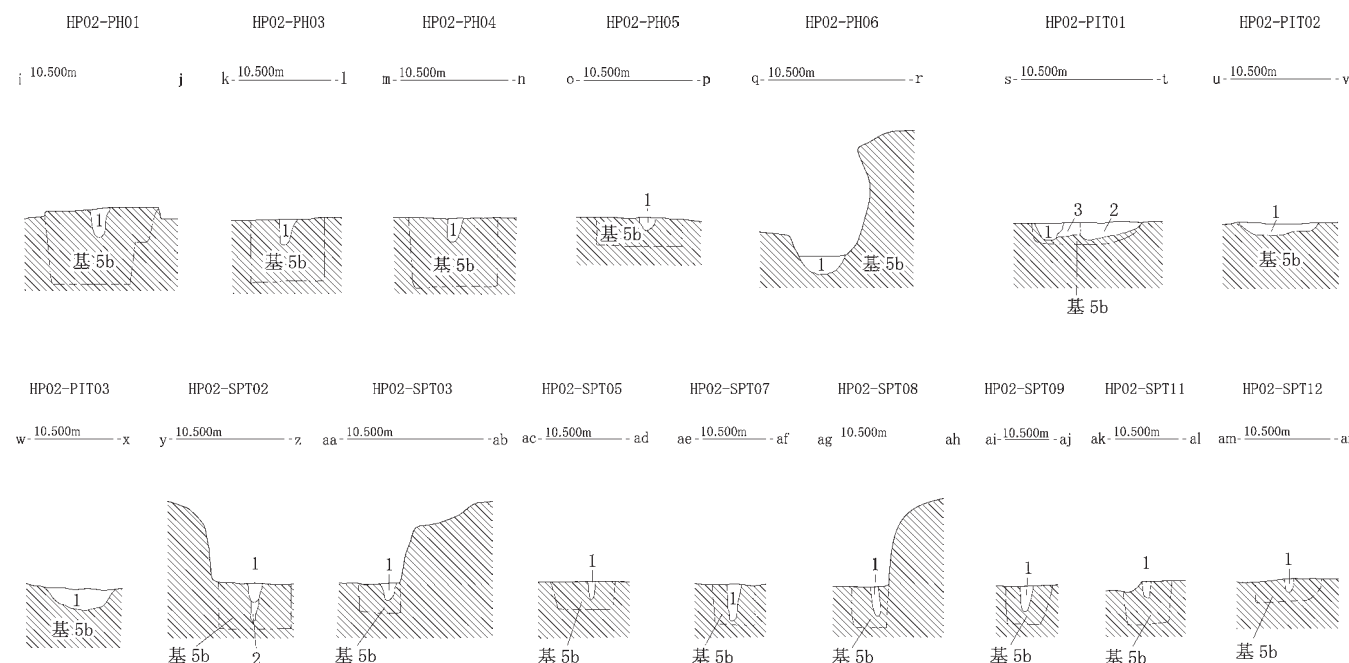 HP02-PH01 HP02-PH03 HP02-PH04 HP02-PH05 HP02-PH06 HP02-PIT01 HP02-PIT02
i 10.500m j k 10.500m l m 10.500m n o 10.500m p q 10.500m r s 10.500m t u 10.500m v
1 1 1 1 1 1 3 2 1
基 5b 基 5b 基 5b 基 5b 基 5b 基 5b 基 5b
HP02-PIT03 HP02-SPT02 HP02-SPT03 HP02-SPT05 HP02-SPT07 HP02-SPT08 HP02-SPT09 HP02-SPT11 HP02-SPT12
w 10.500m x y 10.500m z aa 10.500m ab ac 10.500m ad ae 10.500m af ag 10.500m ah ai 10.500m aj ak 10.500m al am 10.500m
1 1 1 1 1 1 1 1 1
基 5b 基 5b 2 基 5b 基 5b 基 5b 基 5b 基 5b 基 5b 基 5b